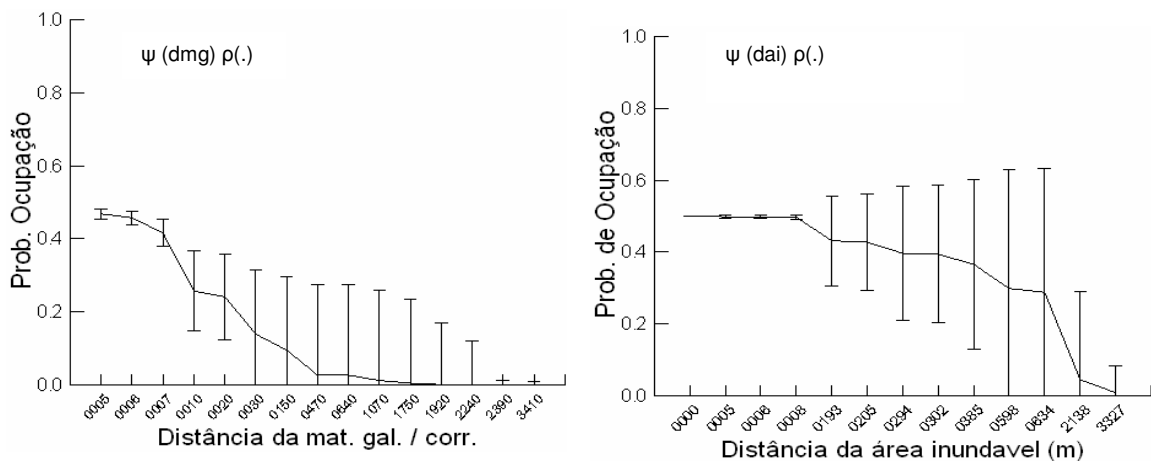 ψ (dmg) ρ(.)
Prob. Ocupação
1.0
0.8
0.6
0.4
0.2
0.0
0005 0006 0007 0010 0020 0030 0150 0470 0640 1070 1750 1920 2240 2890 3410
Distância da mat. gal. / corr.
ψ (dai) ρ(.)
Prob. de Ocupação
1.0
0.8
0.6
0.4
0.2
0.0
0000 0005 0006 0008 0193 0205 0294 0302 0385 0598 0634 2138 3327
Distância da área inundavel (m)